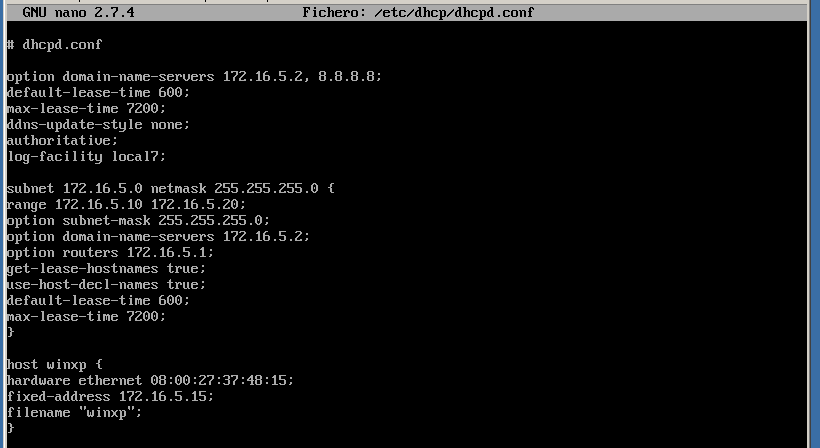 GNU nano 2.7.4 Fichero: /etc/dhcp/dhcpd.conf
# dhcpd.conf
option domain-name-servers 172.16.5.2, 8.8.8.8;
default-lease-time 600;
max-lease-time 7200;
ddns-update-style none;
authoritative;
log-facility local7;
subnet 172.16.5.0 netmask 255.255.255.0 {
range 172.16.5.10 172.16.5.20;
option subnet-mask 255.255.255.0;
option domain-name-servers 172.16.5.2;
option routers 172.16.5.1;
get-lease-hostnames true;
use-host-decl-names true;
default-lease-time 600;
max-lease-time 7200;
}
host winxp {
hardware ethernet 08:00:27:37:48:15;
fixed-address 172.16.5.15;
filename "winxp";
}